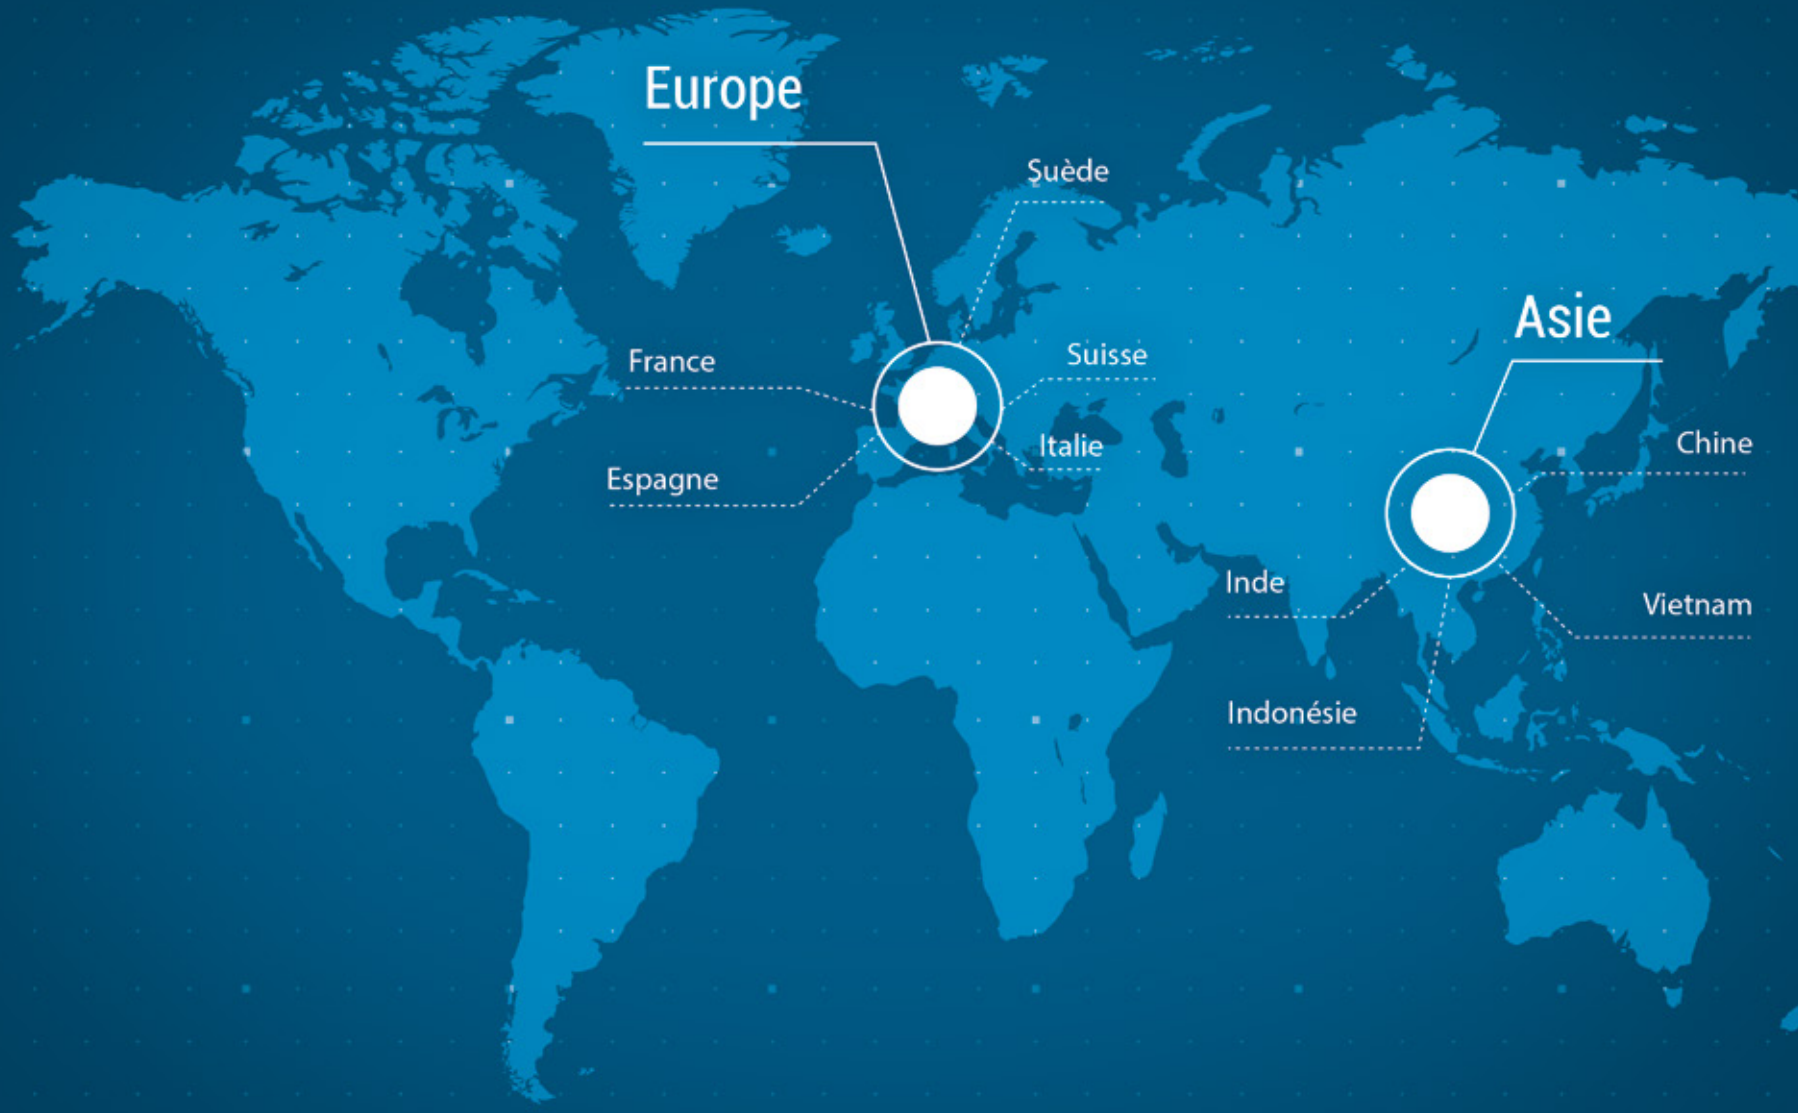 Europe
Suède
France
Suisse
Italie
Espagne
Asie
Chine
Inde
Vietnam
Indonésie